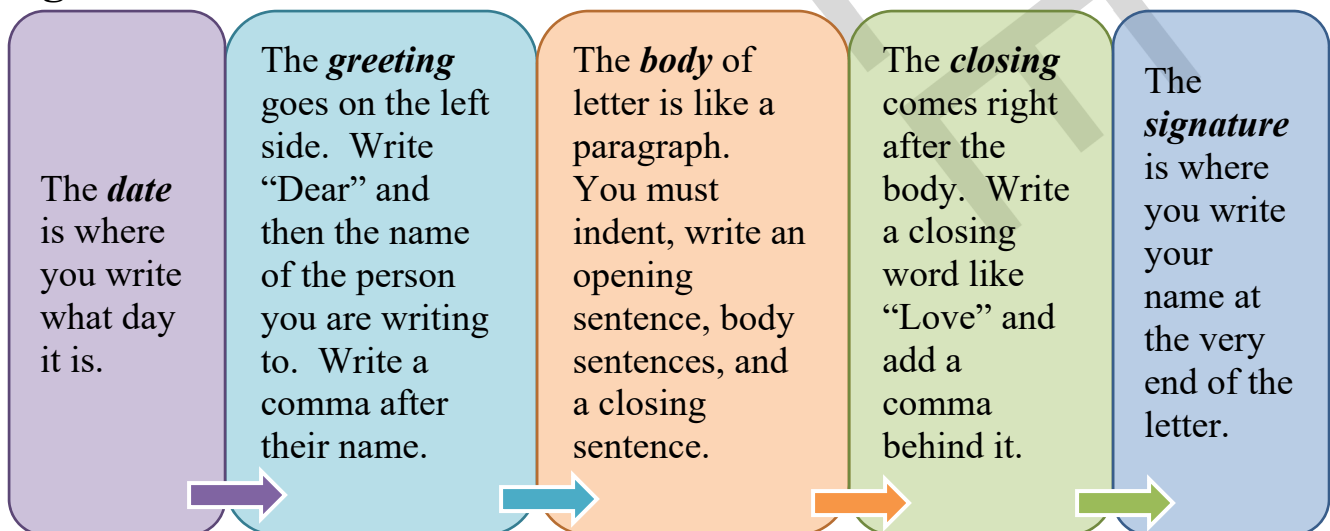 The date
is where
you write
what day
it is.
The greeting
goes on the left
side. Write
“Dear” and
then the name
of the person
you are writing
to. Write a
comma after
their name.
The body of
letter is like a
paragraph.
You must
indent, write an
opening
sentence, body
sentences, and
a closing
sentence.
The closing
comes right
after the
body. Write
a closing
word like
“Love” and
add a
comma
behind it.
The
signature
is where
you write
your
name at
the very
end of the
letter.